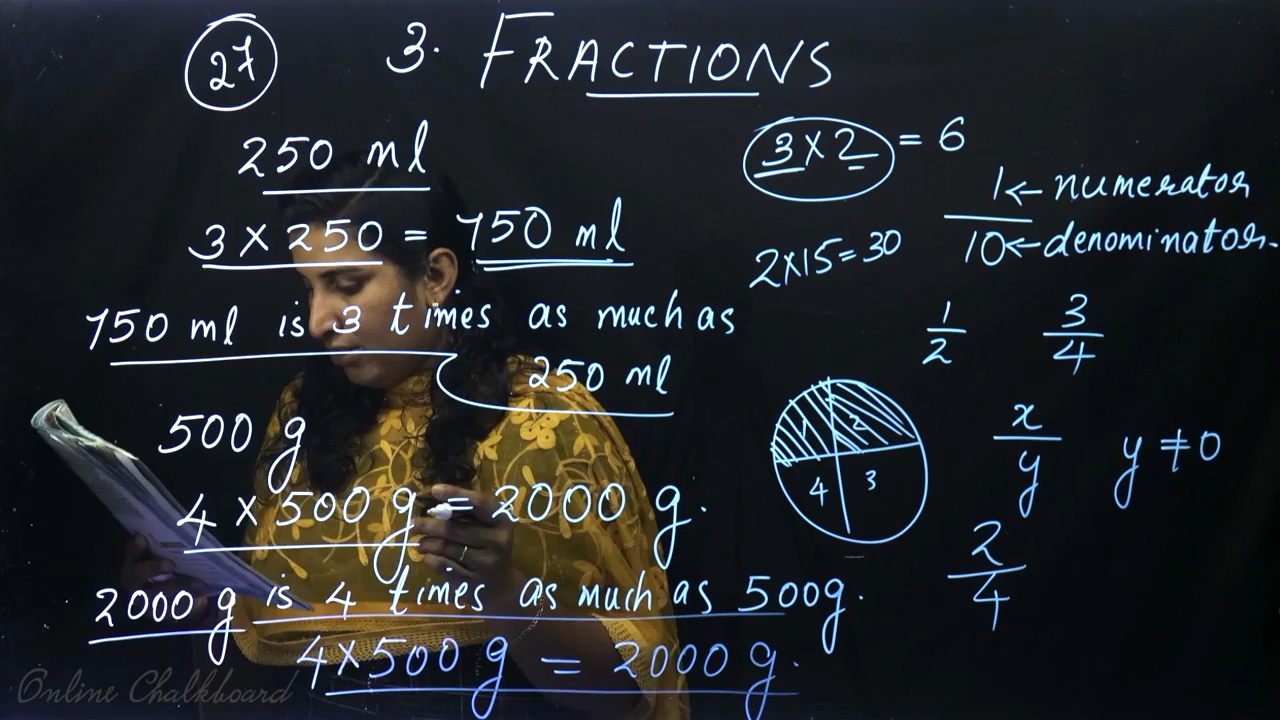 27
3. FRACTIONS
250 ml
3 × 250 = 750 ml
750 ml is 3 times as much as
250 ml
500 g
4 × 500 g = 2000 g.
2000 g is 4 times as much as 500g.
4×500 g = 2000 g.
3×2 = 6
1 ← numerator
10 ← denominator.
2×15=30
1/2 3/4
1 2
4 3
x/y y ≠ 0
2/4
Online Chalkboard